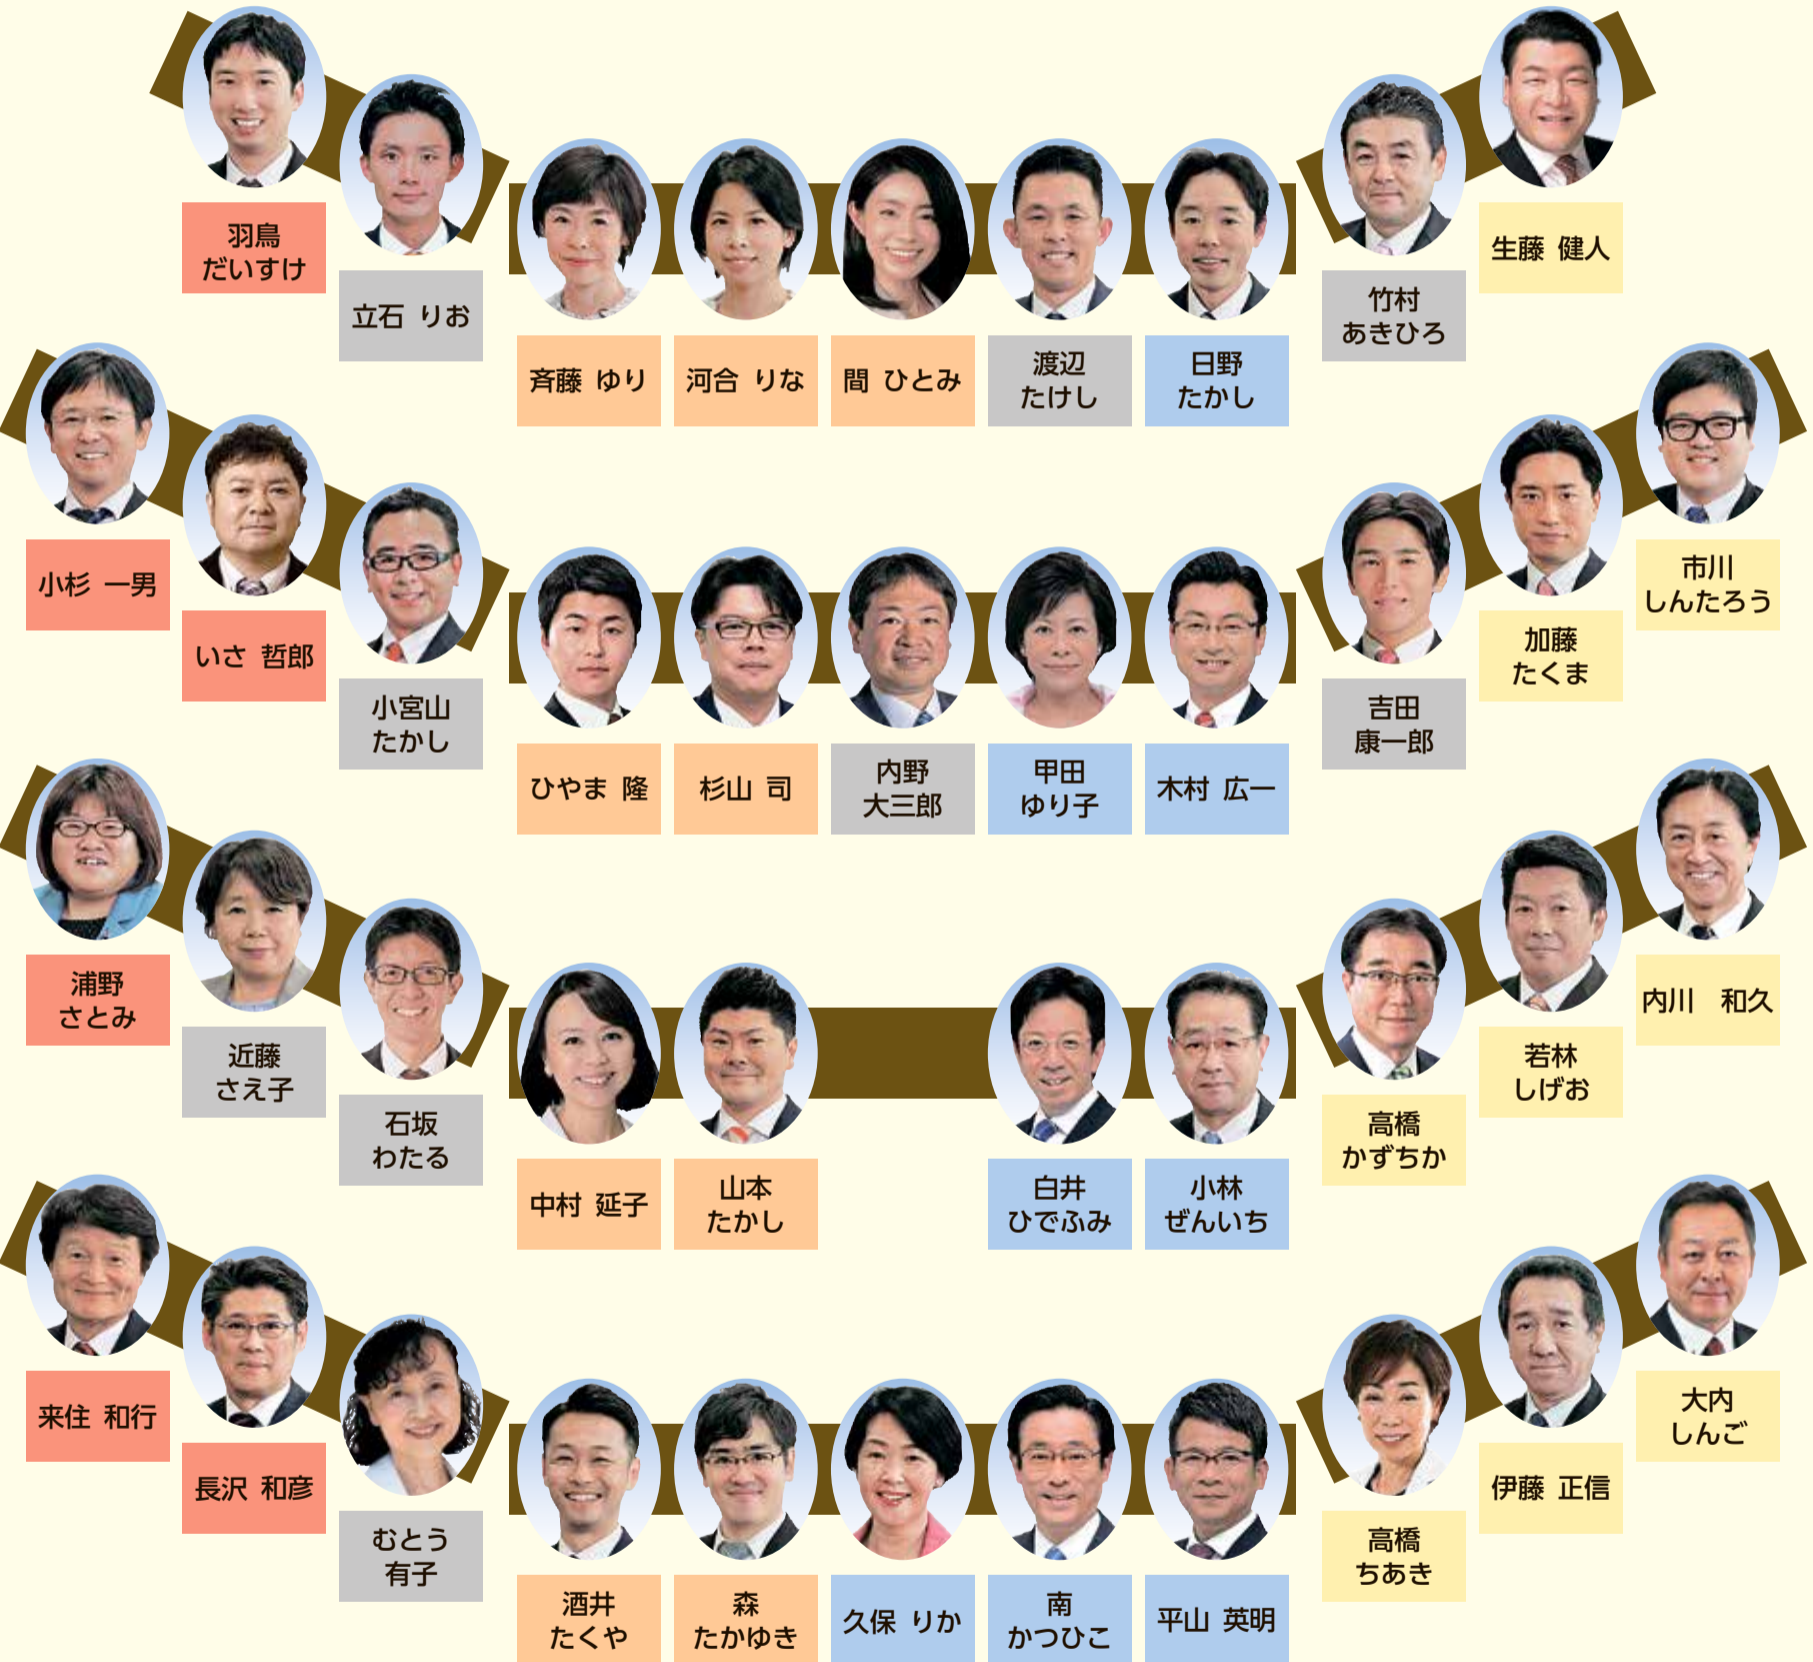 羽鳥
だいすけ
立石 りお
斉藤 ゆり
河合 りな
間 ひとみ
渡辺
たけし
日野
たかし
竹村
あきひろ
生藤 健人
小杉 一男
いさ 哲郎
小宮山
たかし
ひやま 隆
杉山 司
内野
大三郎
甲田
ゆり子
木村 広一
吉田
康一郎
加藤
たくま
市川
しんたろう
浦野
さとみ
近藤
さえ子
石坂
わたる
中村 延子
山本
たかし
白井
ひでふみ
小林
ぜんいち
高橋
かずちか
若林
しげお
内川 和久
来住 和行
長沢 和彦
むとう
有子
酒井
たくや
森
たかゆき
久保 りか
南
かつひこ
平山 英明
高橋
ちあき
伊藤 正信
大内
しんご